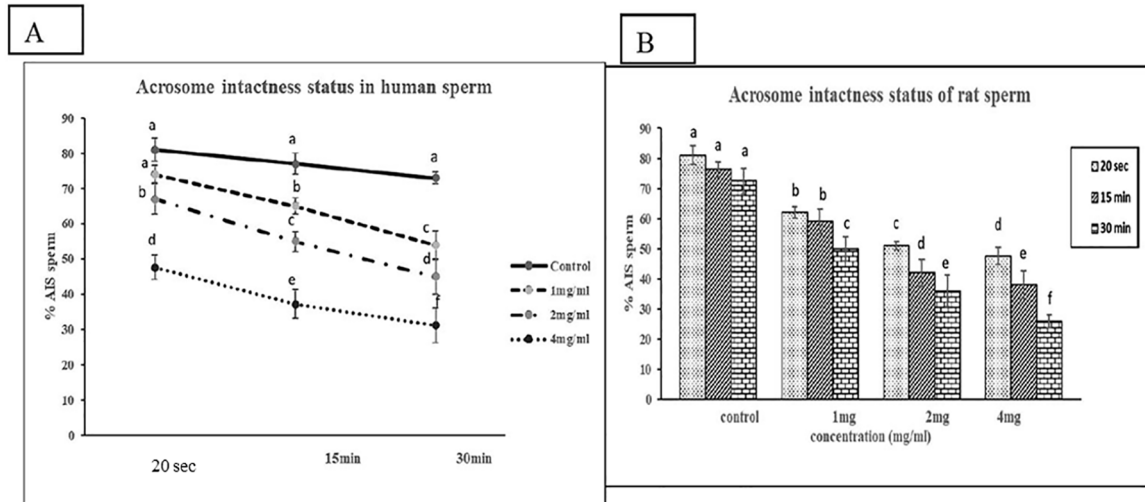 A
Acrosome intactness status in human sperm
% AIS sperm
90
80
70
60
50
40
30
20
10
0
a
a
a
a
b
c
b
c
d
d
e
f
20 sec
15min
30min
Control
1mg/ml
2mg/ml
4mg/ml
B
Acrosome intactness status of rat sperm
% AIS sperm
90
80
70
60
50
40
30
20
10
0
a
a
a
b
b
c
c
d
e
d
e
f
control
1mg
2mg
4mg
concentration (mg/ml)
20 sec
15 min
30 min